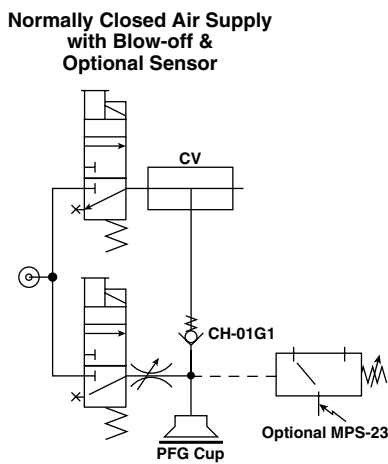 Normally Closed Air Supply
with Blow-off &
Optional Sensor
CV
CH-01G1
Optional MPS-23
PFG Cup